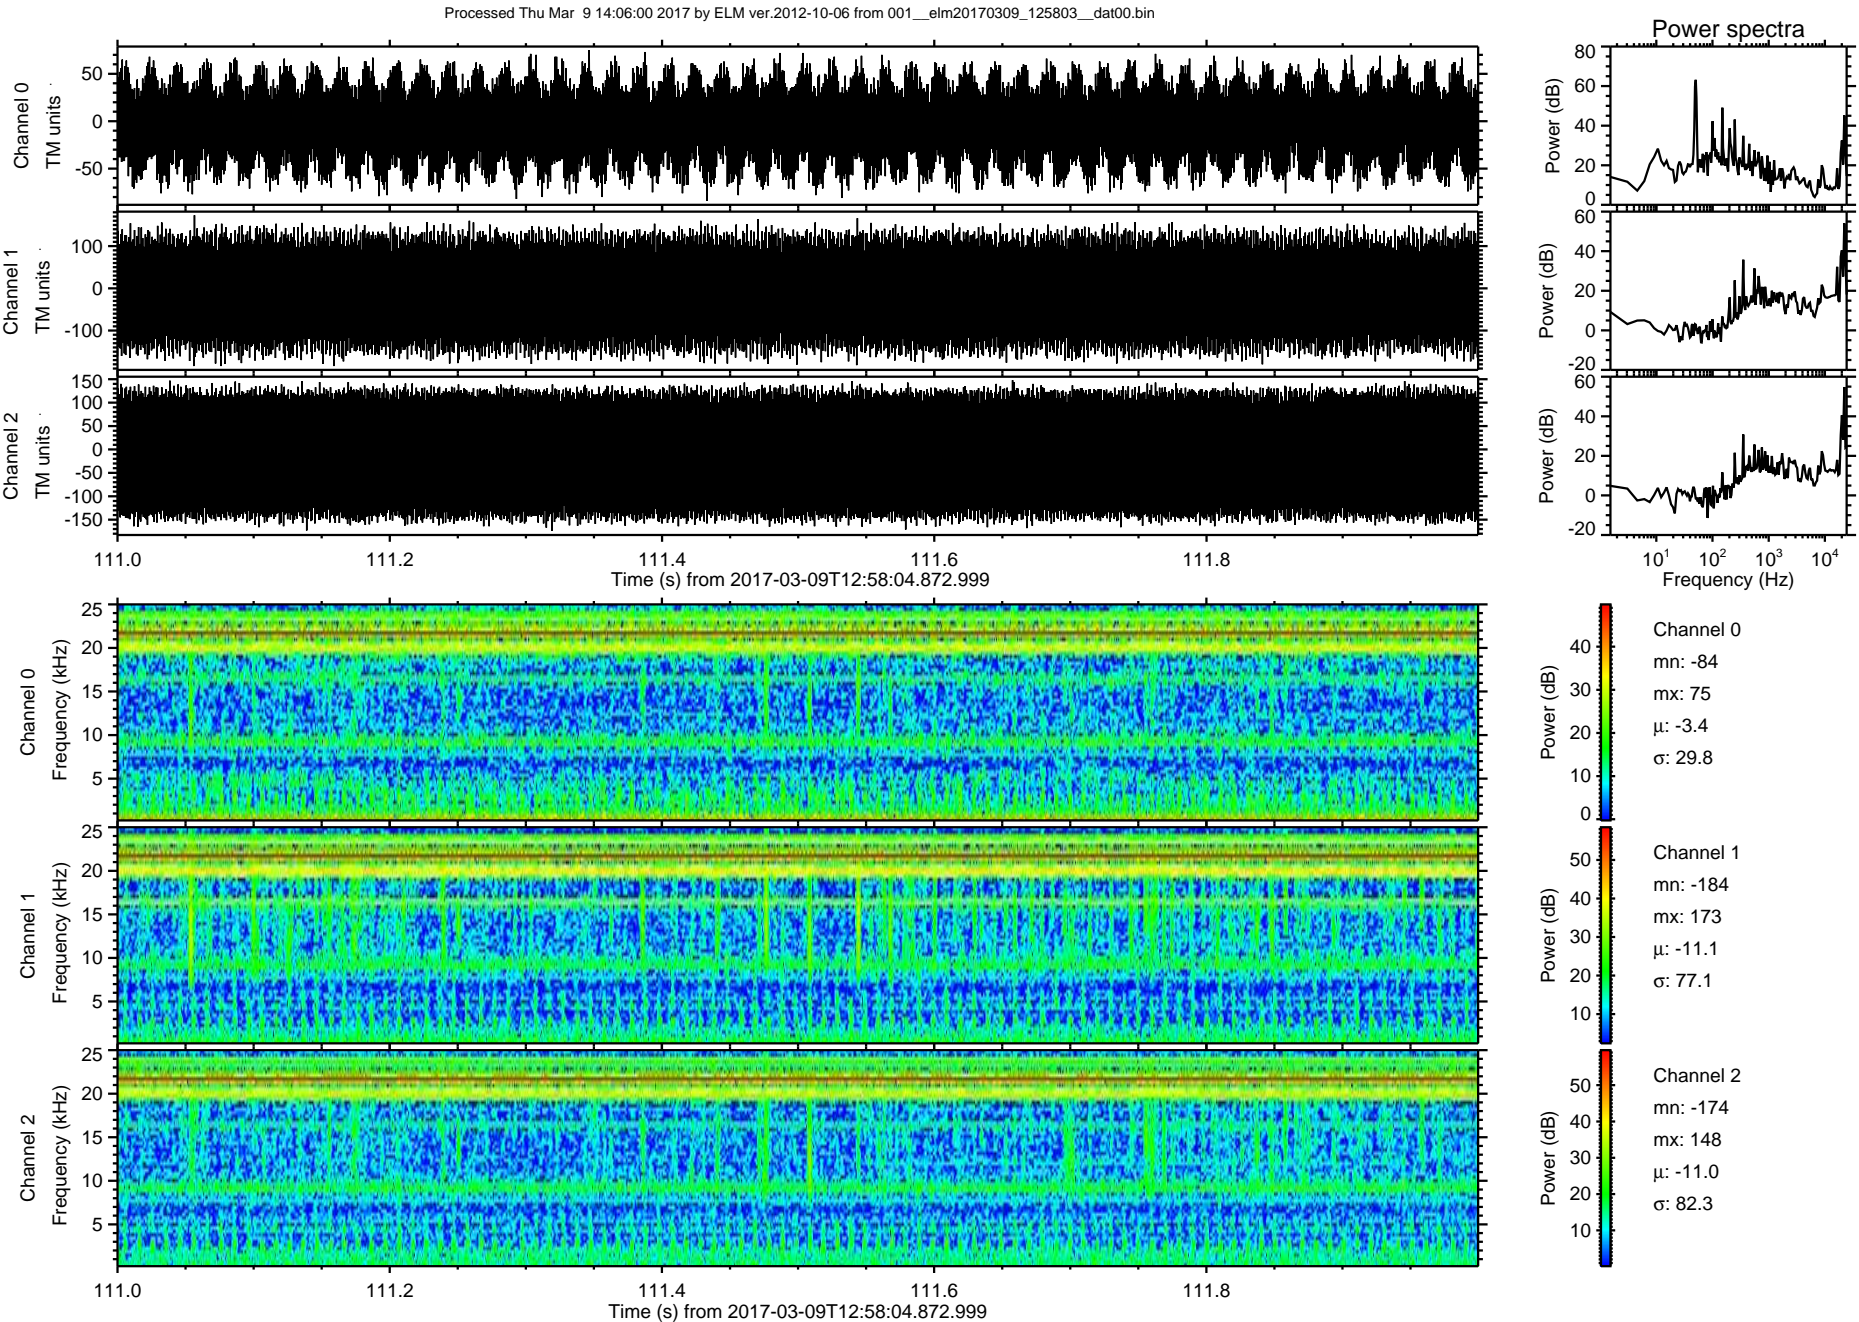 Processed Thu Mar  9 14:06:00 2017 by ELM ver.2012-10-06 from 001__elm20170309_125803__dat00.bin
Power spectra
Channel 0
TM units
50
0
-50
Power (dB)
80
60
40
20
0
Channel 1
TM units
100
0
-100
Power (dB)
60
40
20
0
-20
Channel 2
TM units
150
100
50
0
-50
-100
-150
Power (dB)
60
40
20
0
-20
111.0 111.2 111.4 111.6 111.8
Time (s) from 2017-03-09T12:58:04.872.999
10¹ 10² 10³ 10⁴
Frequency (Hz)
Channel 0
Frequency (kHz)
25
20
15
10
5
Power (dB)
40
30
20
10
0
Channel 0
mn: -84
mx: 75
µ: -3.4
σ: 29.8
Channel 1
Frequency (kHz)
25
20
15
10
5
Power (dB)
50
40
30
20
10
Channel 1
mn: -184
mx: 173
µ: -11.1
σ: 77.1
Channel 2
Frequency (kHz)
25
20
15
10
5
Power (dB)
50
40
30
20
10
Channel 2
mn: -174
mx: 148
µ: -11.0
σ: 82.3
111.0 111.2 111.4 111.6 111.8
Time (s) from 2017-03-09T12:58:04.872.999